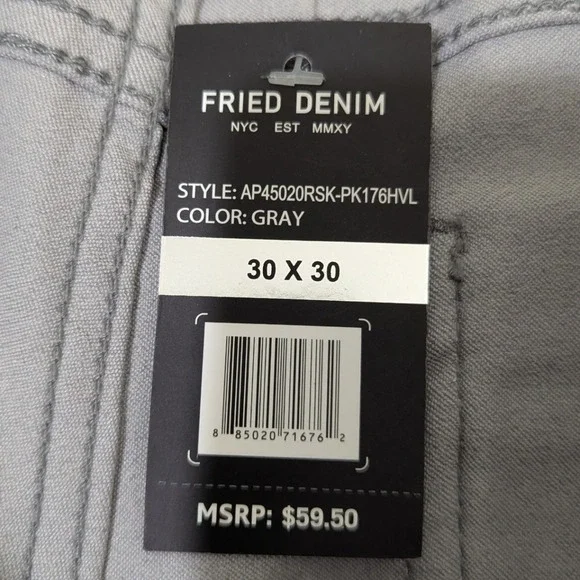 FRIED DENIM
NYC EST MMXY
STYLE: AP45020RSK-PK176HVL
COLOR: GRAY
30 X 30
8 85020 71676 2
MSRP: $59.50